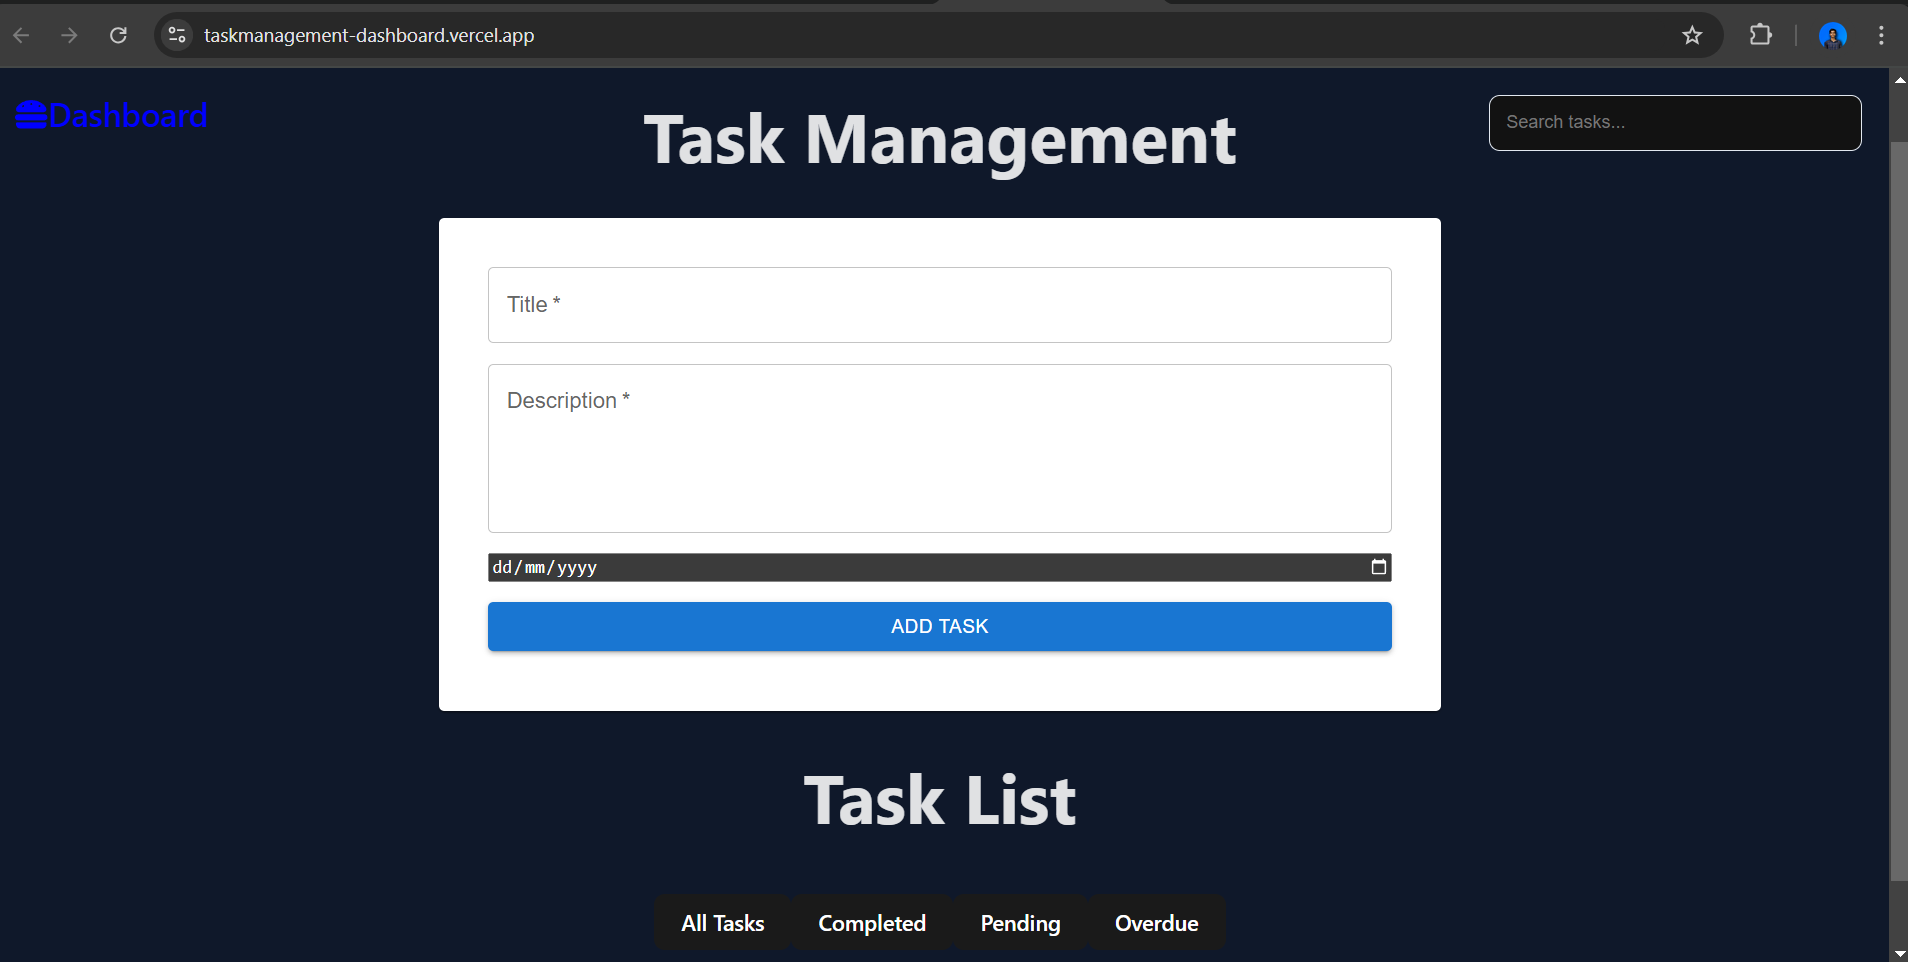 taskmanagement-dashboard.vercel.app
Dashboard
Task Management
Search tasks...
Title *
Description *
dd/mm/yyyy
ADD TASK
Task List
All Tasks Completed Pending Overdue